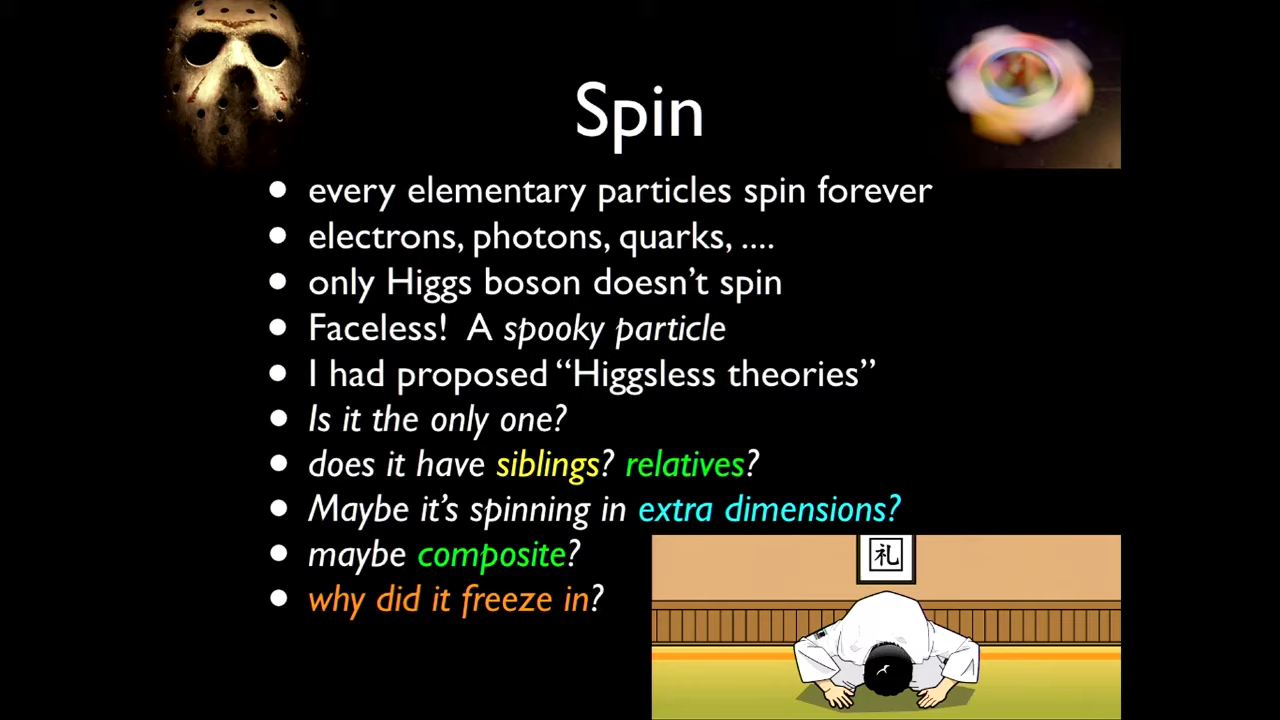 Spin
• every elementary particles spin forever
• electrons, photons, quarks, ....
• only Higgs boson doesn't spin
• Faceless! A spooky particle
• I had proposed “Higgsless theories”
• Is it the only one?
• does it have siblings? relatives?
• Maybe it's spinning in extra dimensions?
• maybe composite?
• why did it freeze in?
礼